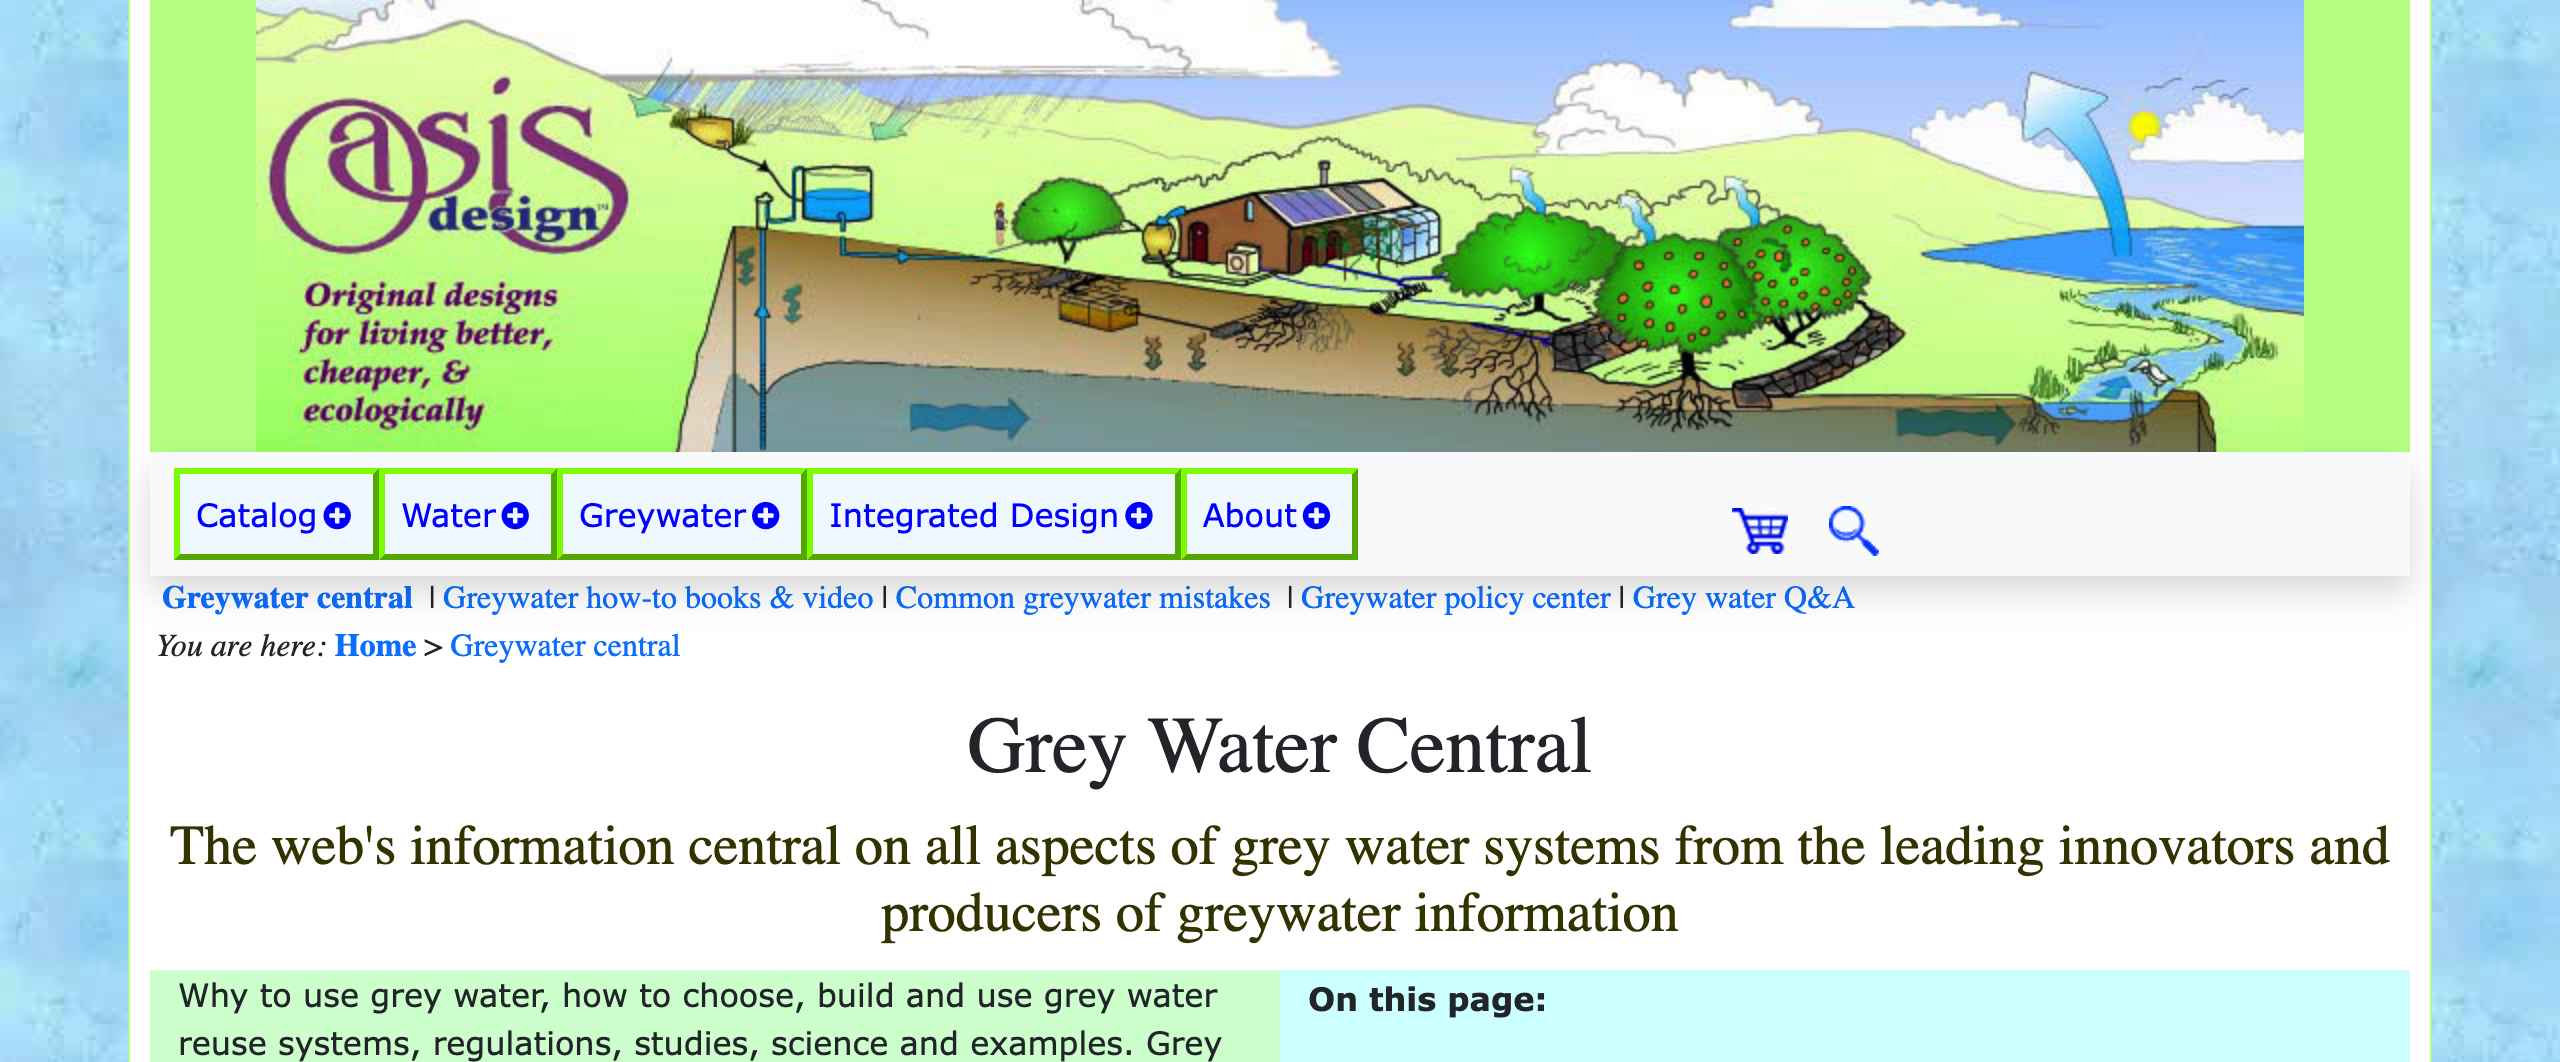 Oasis
design™
Original designs
for living better,
cheaper, &
ecologically
Catalog Water Greywater Integrated Design About
Greywater central | Greywater how-to books & video | Common greywater mistakes | Greywater policy center | Grey water Q&A
You are here: Home > Greywater central
Grey Water Central
The web's information central on all aspects of grey water systems from the leading innovators and
producers of greywater information
Why to use grey water, how to choose, build and use grey water
reuse systems, regulations, studies, science and examples. Grey
On this page: